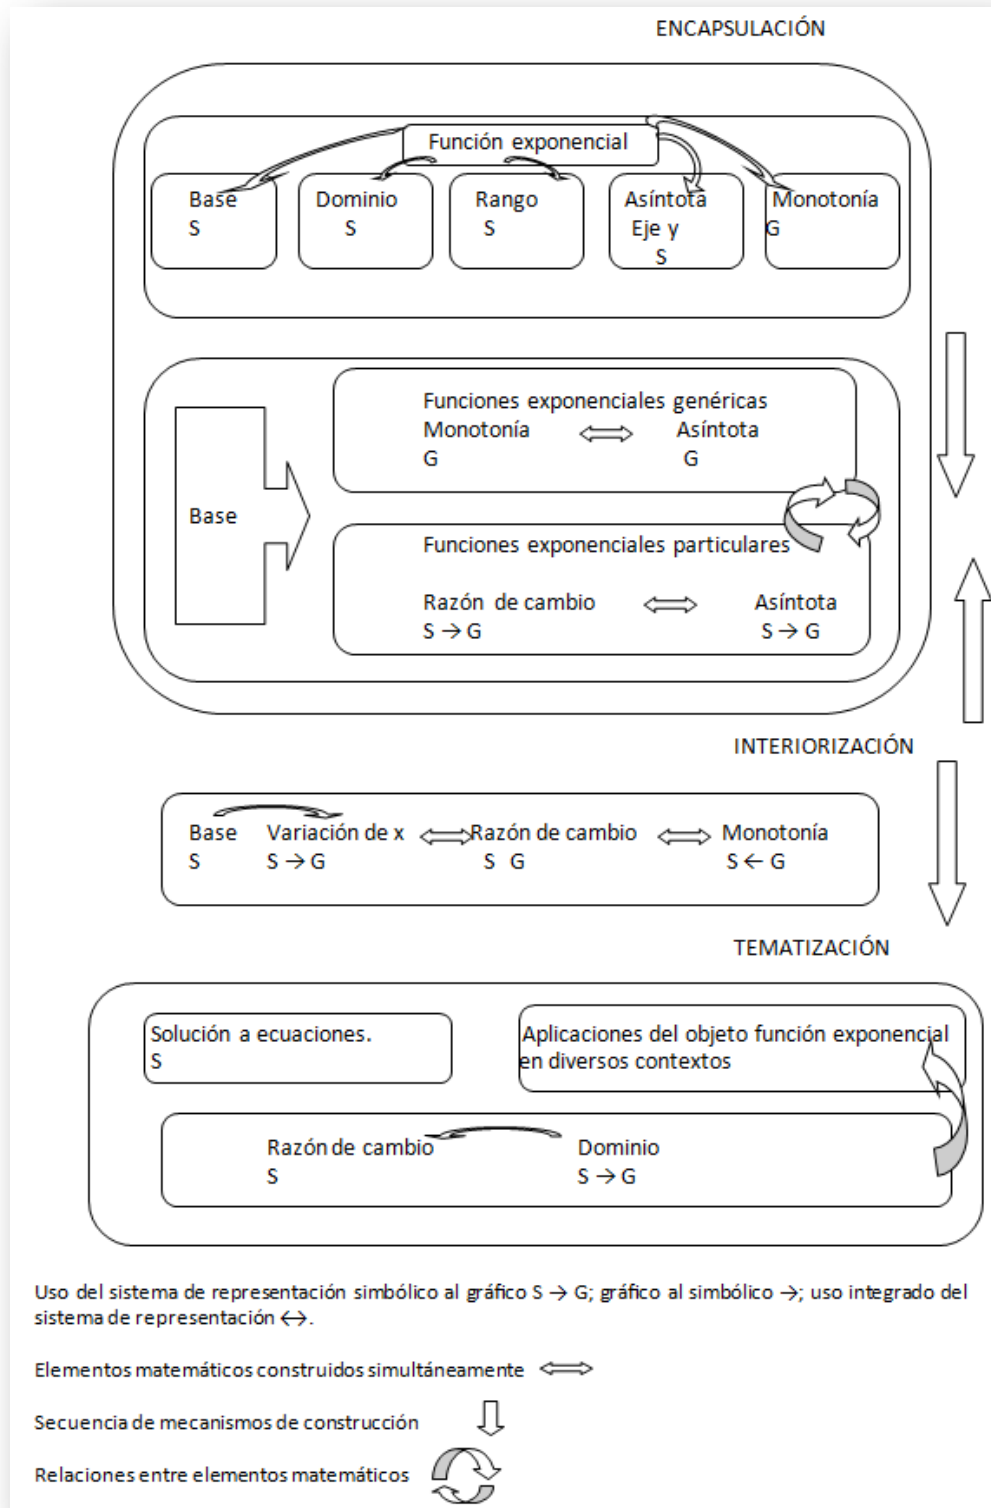 ENCAPSULACIÓN
Función exponencial
Base
S
Dominio
S
Rango
S
Asíntota
Eje y
S
Monotonía
G
Base
Funciones exponenciales genéricas
Monotonía Asíntota
G G
Funciones exponenciales particulares
Razón de cambio Asíntota
S → G S → G
INTERIORIZACIÓN
Base Variación de x Razón de cambio Monotonía
S S → G S G S ← G
TEMATIZACIÓN
Solución a ecuaciones.
S
Aplicaciones del objeto función exponencial
en diversos contextos
Razón de cambio Dominio
S S → G
Uso del sistema de representación simbólico al gráfico S → G; gráfico al simbólico →; uso integrado del
sistema de representación ↔.
Elementos matemáticos construidos simultáneamente
Secuencia de mecanismos de construcción
Relaciones entre elementos matemáticos